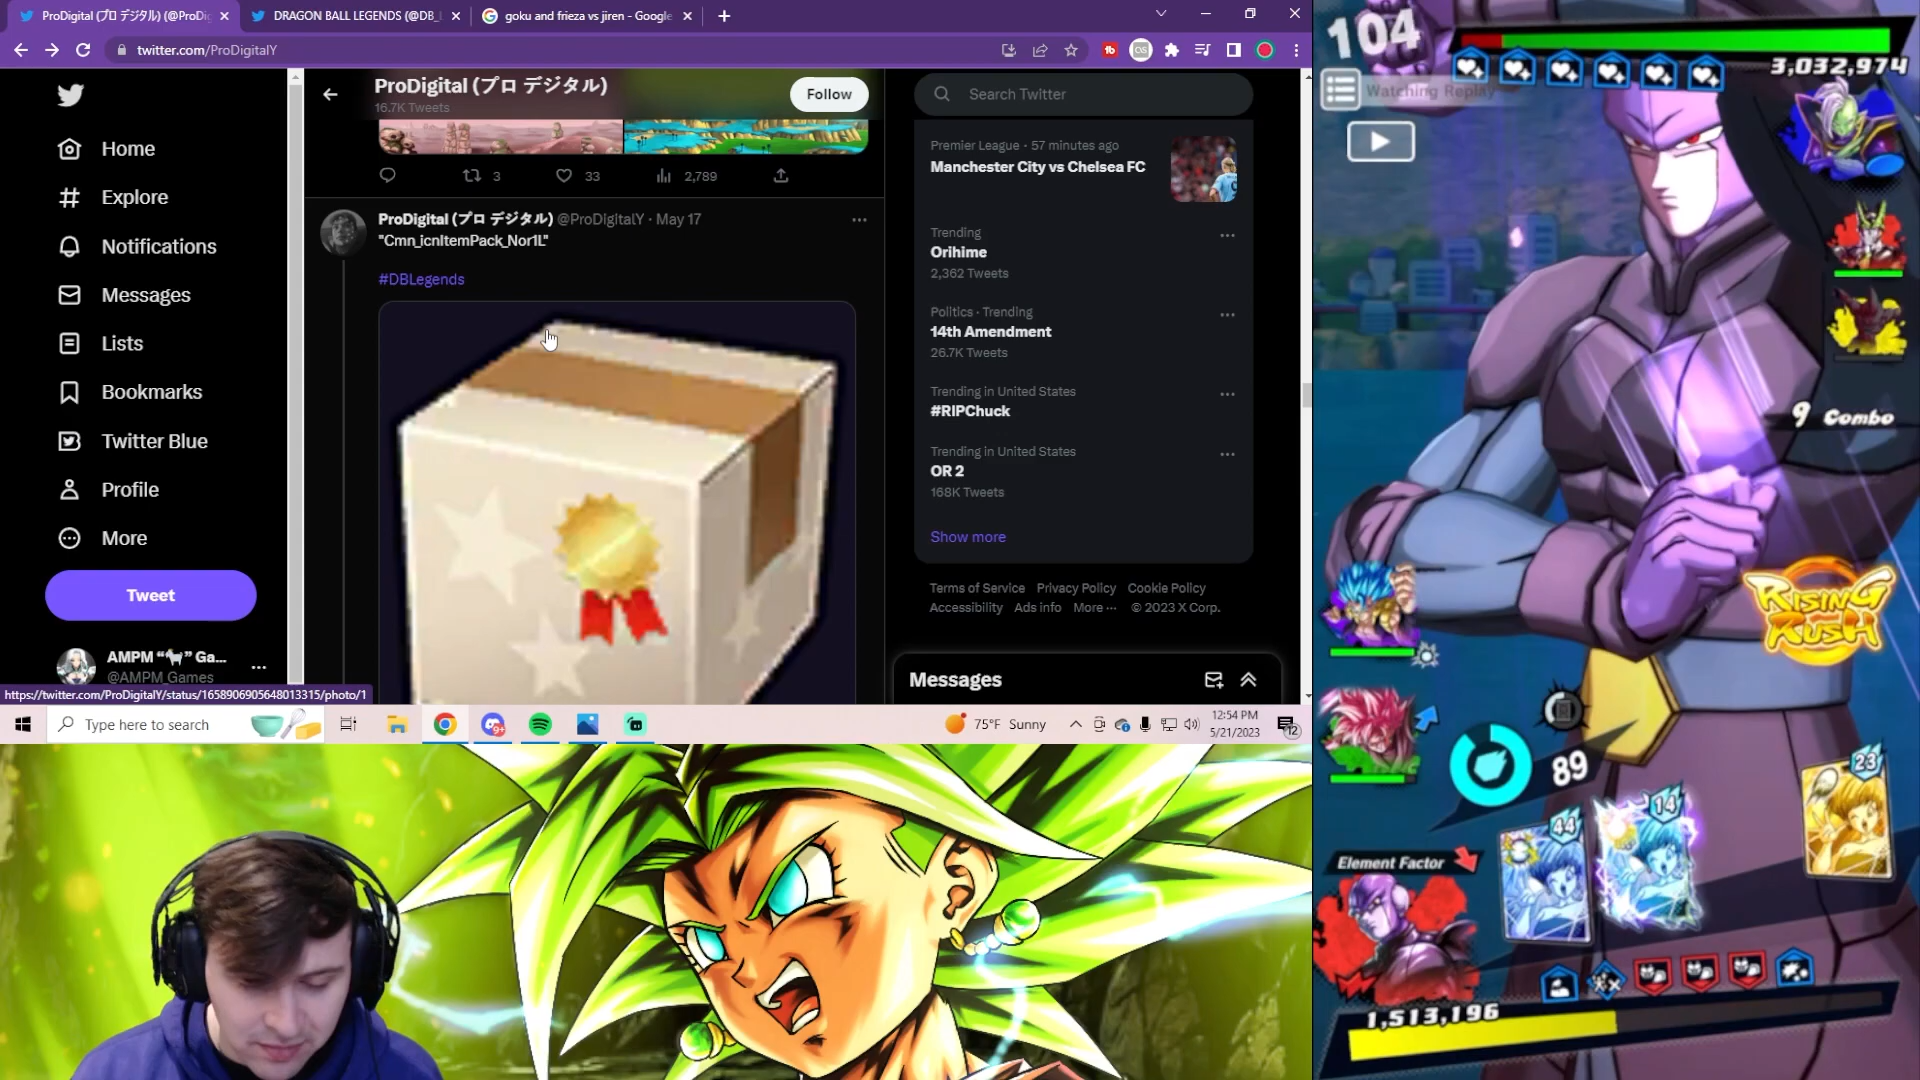 ProDigital (プロ デジタル) (@ProDig
DRAGON BALL LEGENDS (@DB_L
goku and frieza vs jiren - Google
twitter.com/ProDigitalY
ProDigital (プロ デジタル)
16.7K Tweets
Follow
Search Twitter
Home
Explore
Notifications
Messages
Lists
Bookmarks
Twitter Blue
Profile
More
Tweet
AMPM “🐐” Ga...
@AMPM_Games
3
33
2,789
ProDigital (プロ デジタル) @ProDigitalY · May 17
"Cmn_icnItemPack_Nor1L"
#DBLegends
Premier League · 57 minutes ago
Manchester City vs Chelsea FC
Trending
Orihime
2,362 Tweets
Politics · Trending
14th Amendment
26.7K Tweets
Trending in United States
#RIPChuck
Trending in United States
OR 2
168K Tweets
Show more
Terms of Service Privacy Policy Cookie Policy
Accessibility Ads info More ··· © 2023 X Corp.
Messages
https://twitter.com/ProDigitalY/status/1658906905648013315/photo/1
Type here to search
9+
75°F Sunny
12:54 PM
5/21/2023
12
104
3,032,974
Watching Replay
9 Combo
RISING
RUSH
89
44
14
23
Element Factor
1,513,196